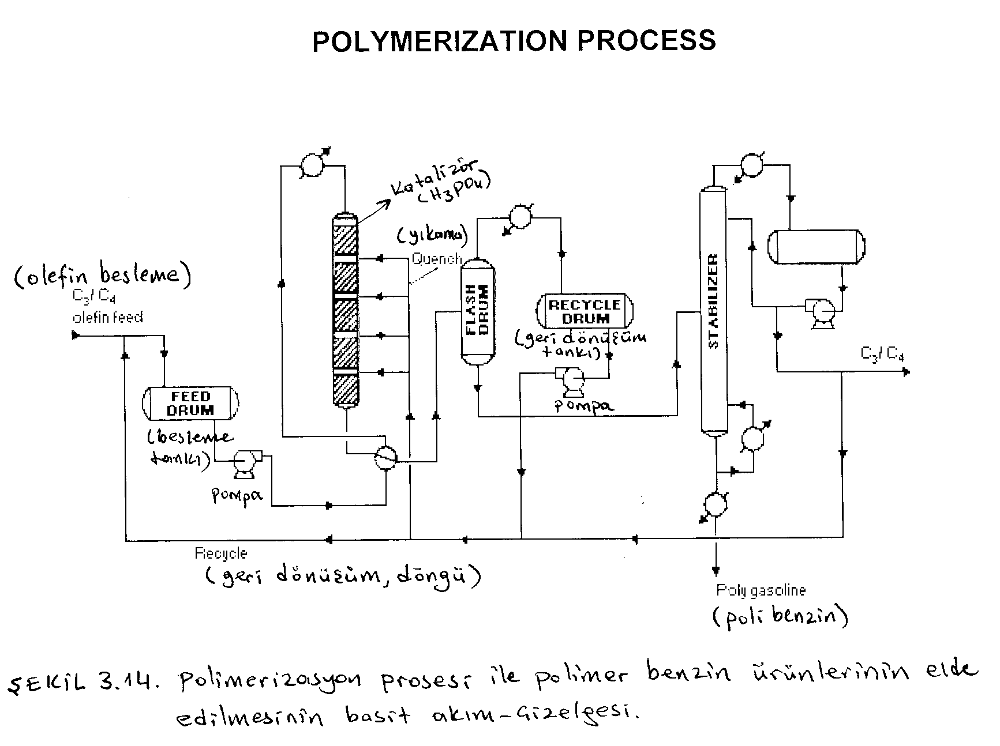 POLYMERIZATION PROCESS
Katalizör
(H3PO4)
(yıkama)
Quench
(olefin besleme)
C3/ C4
olefin feed
FLASH
DRUM
RECYCLE
DRUM
(geri dönüşüm
tankı)
STABILIZER
C3/ C4
FEED
DRUM
(besleme
tankı)
Pompa
Pompa
Recycle
(geri dönüşüm, döngü)
Poly gasoline
(poli benzin)
ŞEKİL 3.14. Polimerizasyon prosesi ile polimer benzin ürünlerinin elde
edilmesinin basit akım-çizelgesi.